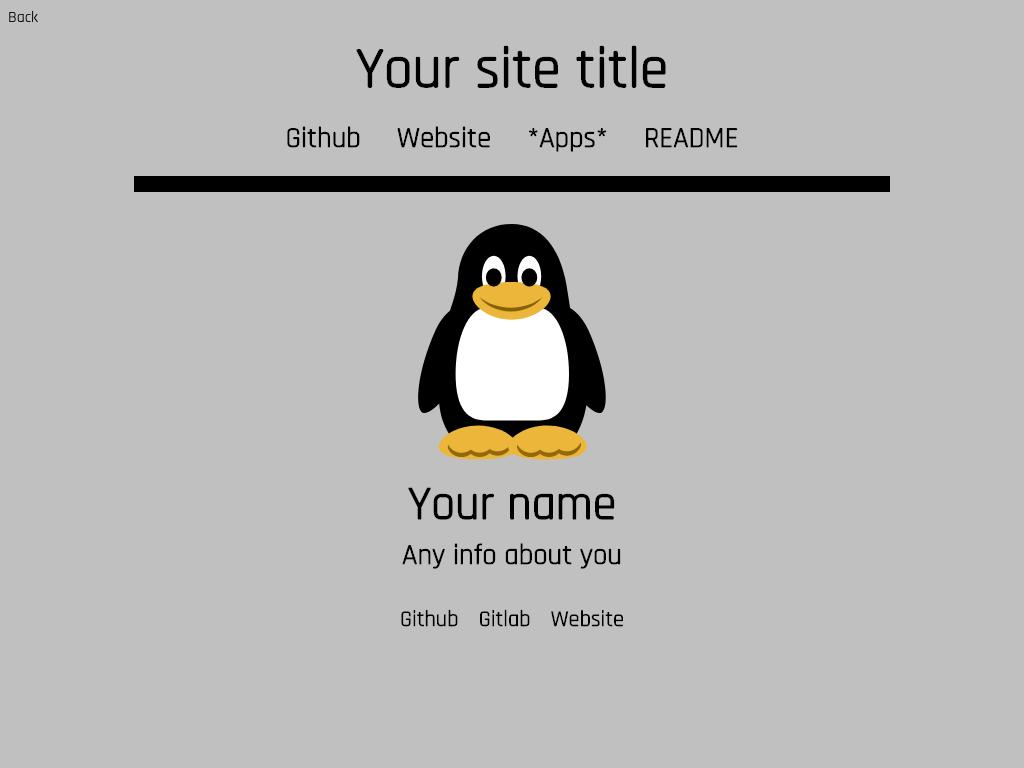 Back
Your site title
Github Website *Apps* README
Your name
Any info about you
Github Gitlab Website